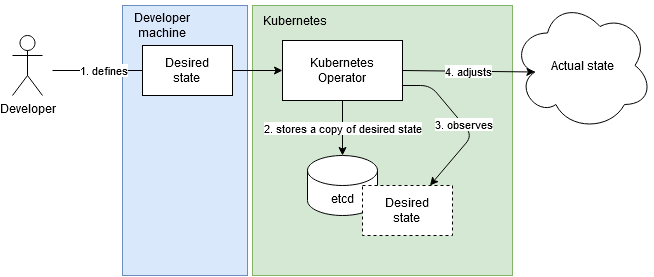 Developer
machine
Kubernetes
Desired
state
Kubernetes
Operator
Actual state
1. defines
4. adjusts
Developer
2. stores a copy of desired state
3. observes
etcd
Desired
state